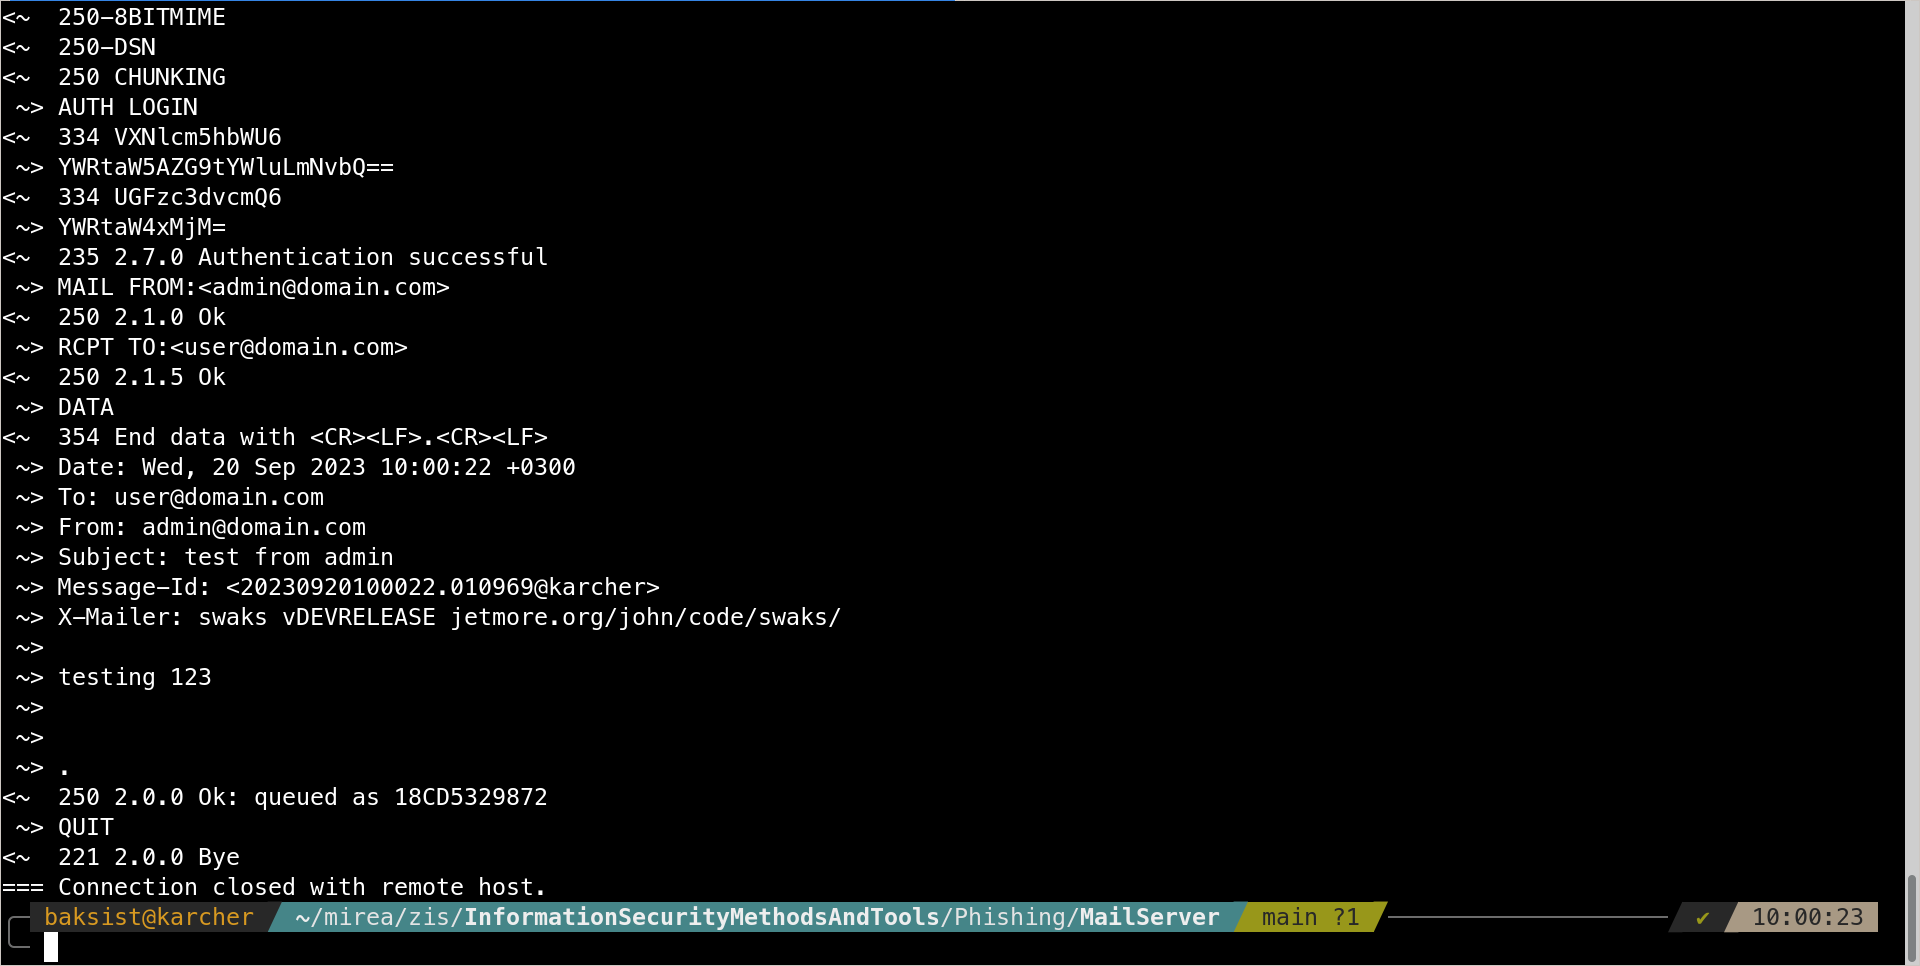 <~  250-8BITMIME
<~  250-DSN
<~  250 CHUNKING
 ~> AUTH LOGIN
<~  334 VXNlcm5hbWU6
 ~> YWRtaW5AZG9tYWluLmNvbQ==
<~  334 UGFzc3dvcmQ6
 ~> YWRtaW4xMjM=
<~  235 2.7.0 Authentication successful
 ~> MAIL FROM:<admin@domain.com>
<~  250 2.1.0 Ok
 ~> RCPT TO:<user@domain.com>
<~  250 2.1.5 Ok
 ~> DATA
<~  354 End data with <CR><LF>.<CR><LF>
 ~> Date: Wed, 20 Sep 2023 10:00:22 +0300
 ~> To: user@domain.com
 ~> From: admin@domain.com
 ~> Subject: test from admin
 ~> Message-Id: <20230920100022.010969@karcher>
 ~> X-Mailer: swaks vDEVRELEASE jetmore.org/john/code/swaks/
 ~>
 ~> testing 123
 ~>
 ~>
 ~> .
<~  250 2.0.0 Ok: queued as 18CD5329872
 ~> QUIT
<~  221 2.0.0 Bye
=== Connection closed with remote host.
baksist@karcher ~/mirea/zis/InformationSecurityMethodsAndTools/Phishing/MailServer main ?1 ✔ 10:00:23